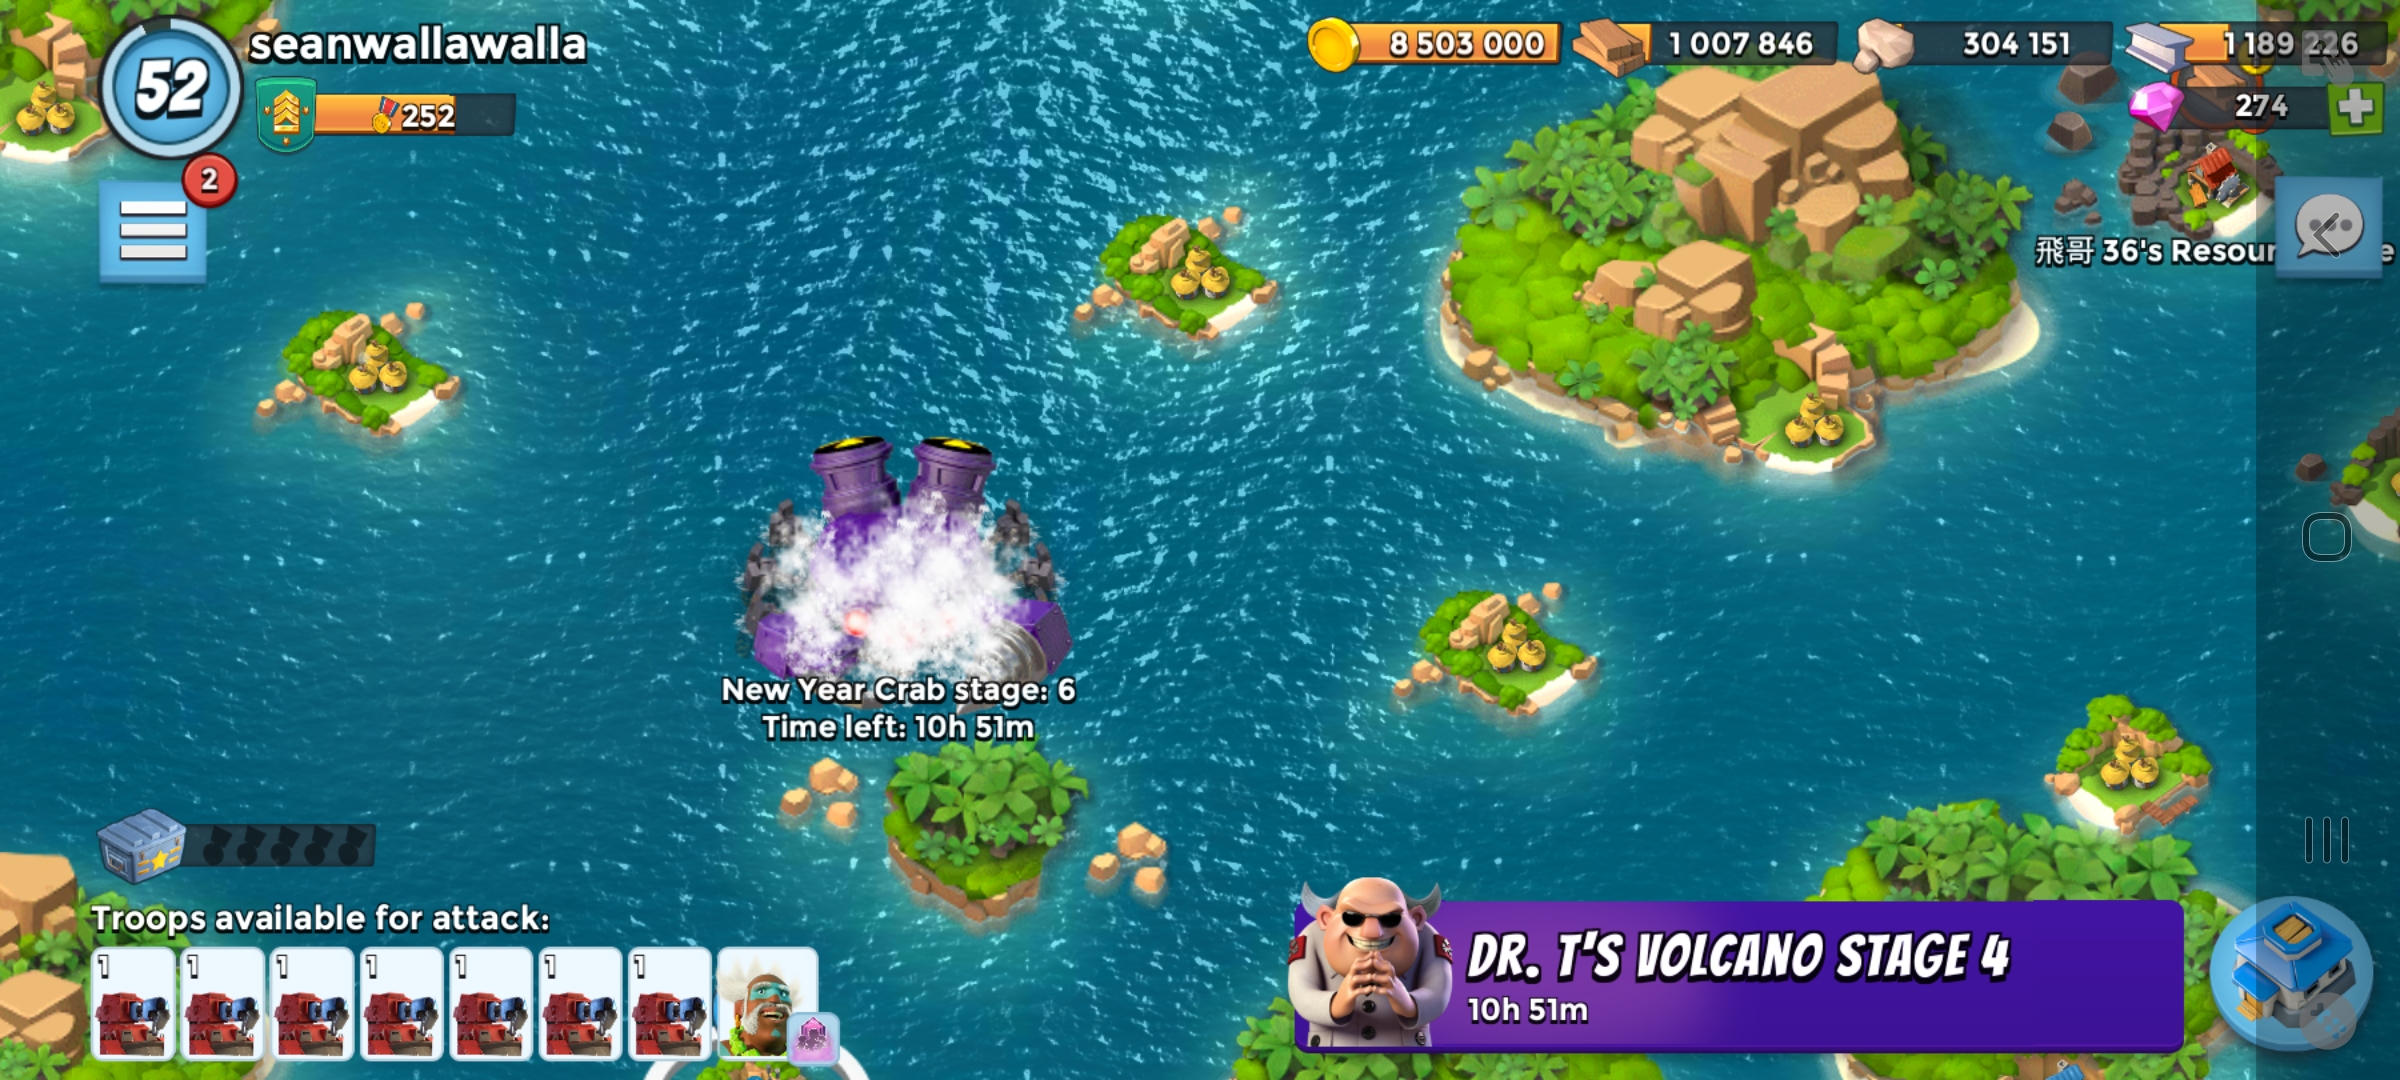 52
seanwallawalla
252
2
8 503 000
1 007 846
304 151
1 189 226
274
飛哥 36's Resour
New Year Crab stage: 6
Time left: 10h 51m
Troops available for attack:
1
1
1
1
1
1
1
DR. T'S VOLCANO STAGE 4
10h 51m